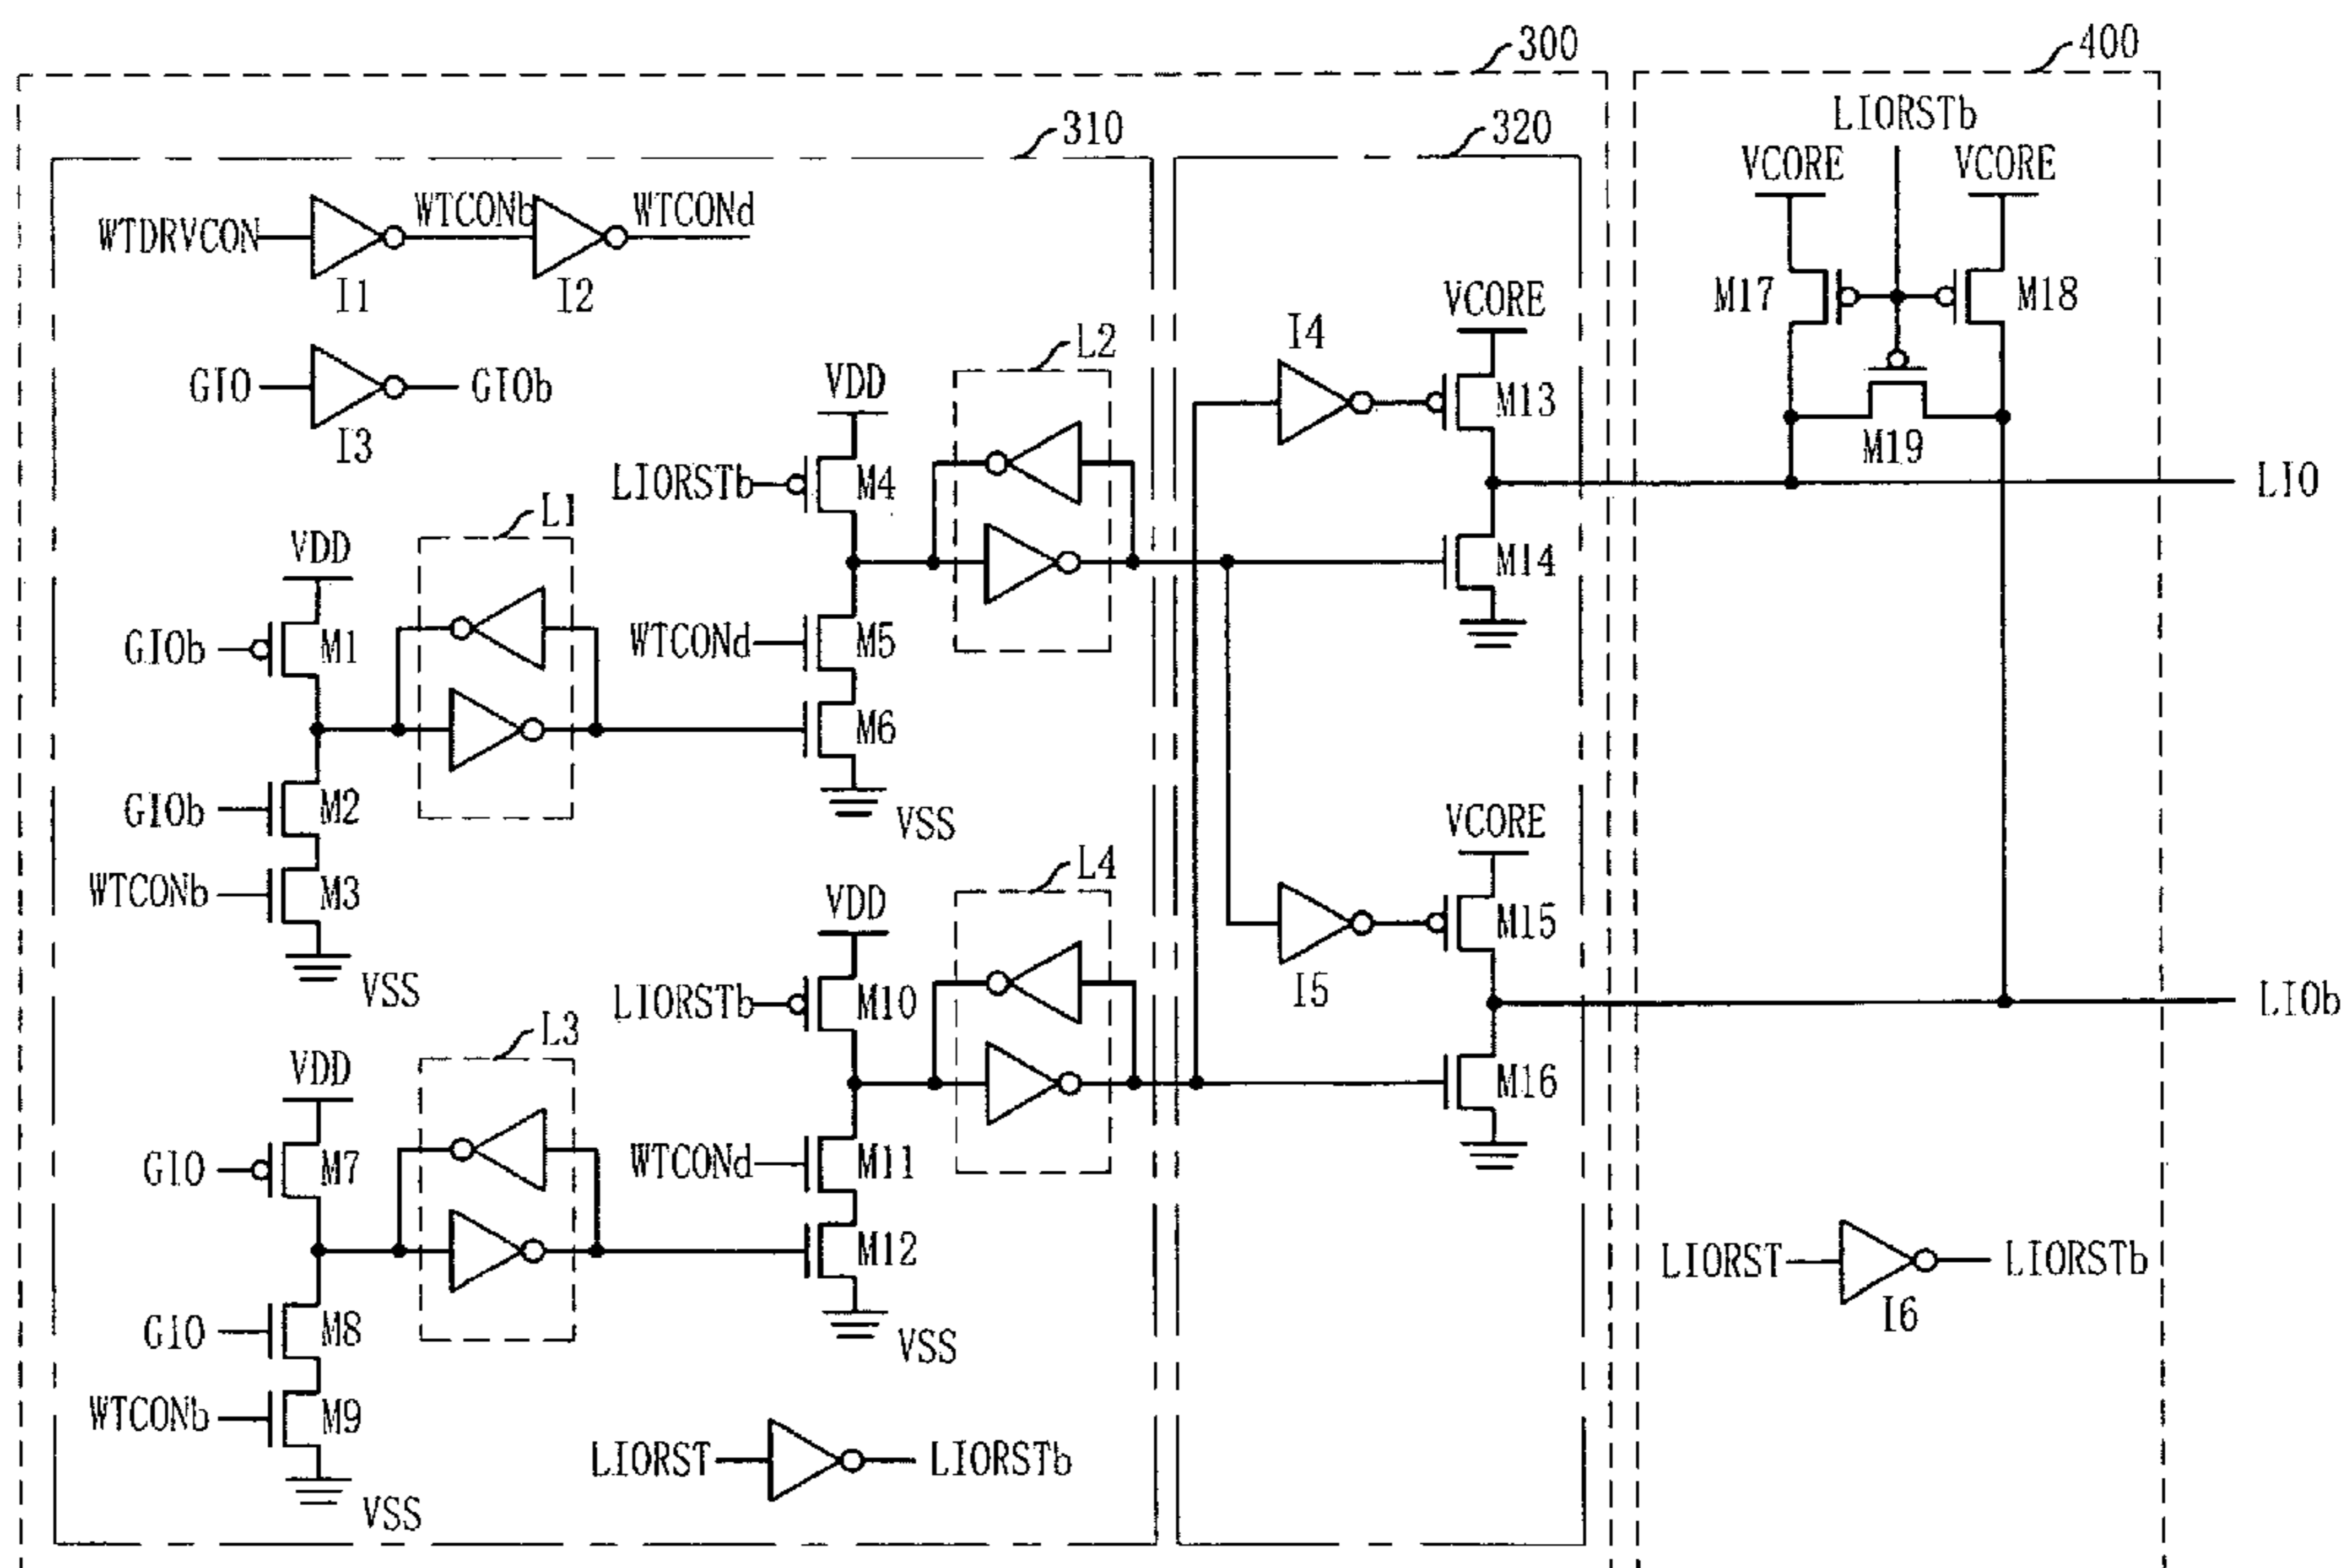 300
400
310
320
LIORSTb
VCORE
VCORE
WTDRVCON
WTCONb
WTCONd
I1
I2
M17
M18
VCORE
I4
L2
GIO
GIOb
I3
VDD
M13
M19
LIORSTb
M4
LIO
L1
VDD
M14
GIOb
M1
WTCONd
M5
M6
GIOb
M2
VSS
VCORE
WTCONb
M3
L4
VDD
M15
VSS
I5
LIORSTb
M10
LIOb
L3
VDD
M16
GIO
M7
WTCONd
M11
M12
LIORST
LIORSTb
I6
GIO
M8
VSS
WTCONb
M9
LIORST
LIORSTb
VSS